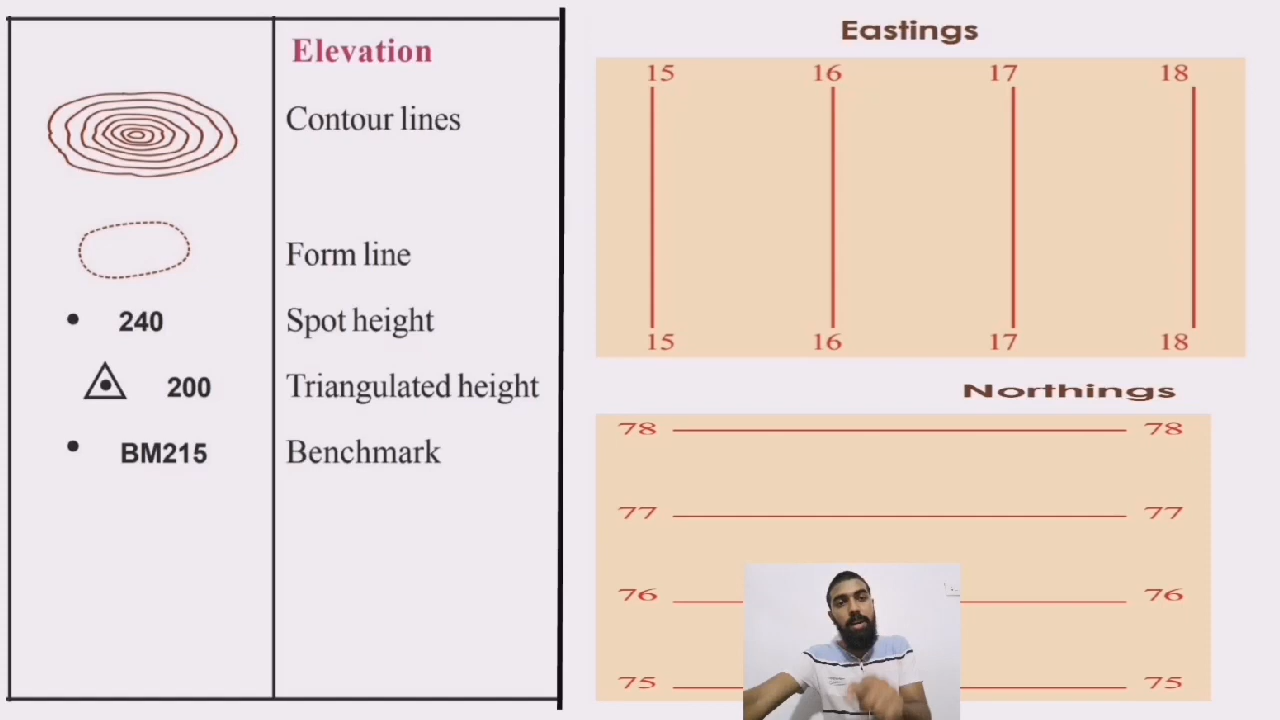 Elevation
Contour lines
Form line
240 Spot height
200 Triangulated height
BM215 Benchmark
Eastings
15 16 17 18
15 16 17 18
Northings
78 78
77 77
76 76
75 75